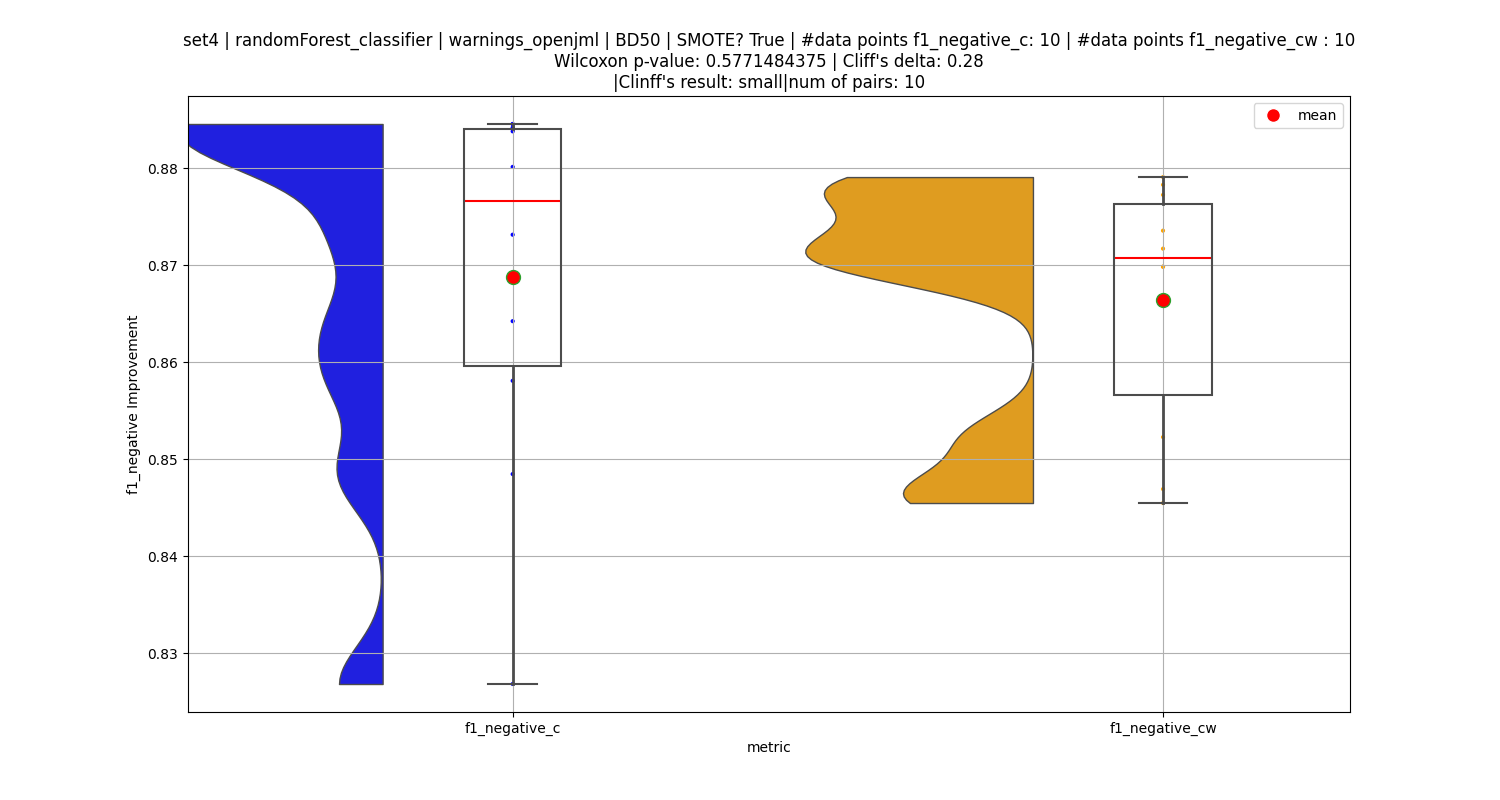 set4 | randomForest_classifier | warnings_openjml | BD50 | SMOTE? True | #data points f1_negative_c: 10 | #data points f1_negative_cw : 10
Wilcoxon p-value: 0.5771484375 | Cliff's delta: 0.28
|Clinff's result: small|num of pairs: 10
mean
0.88
0.87
0.86
0.85
0.84
0.83
f1_negative Improvement
f1_negative_c
f1_negative_cw
metric